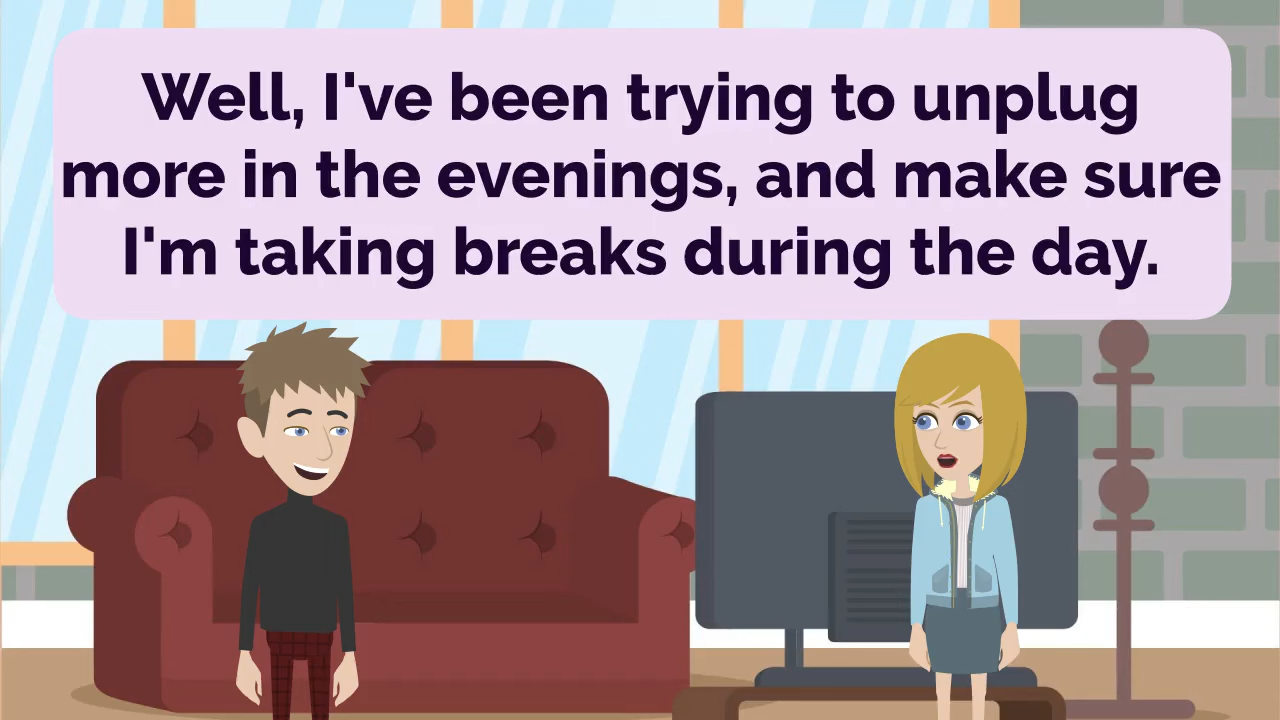 Well, I've been trying to unplug
more in the evenings, and make sure
I'm taking breaks during the day.